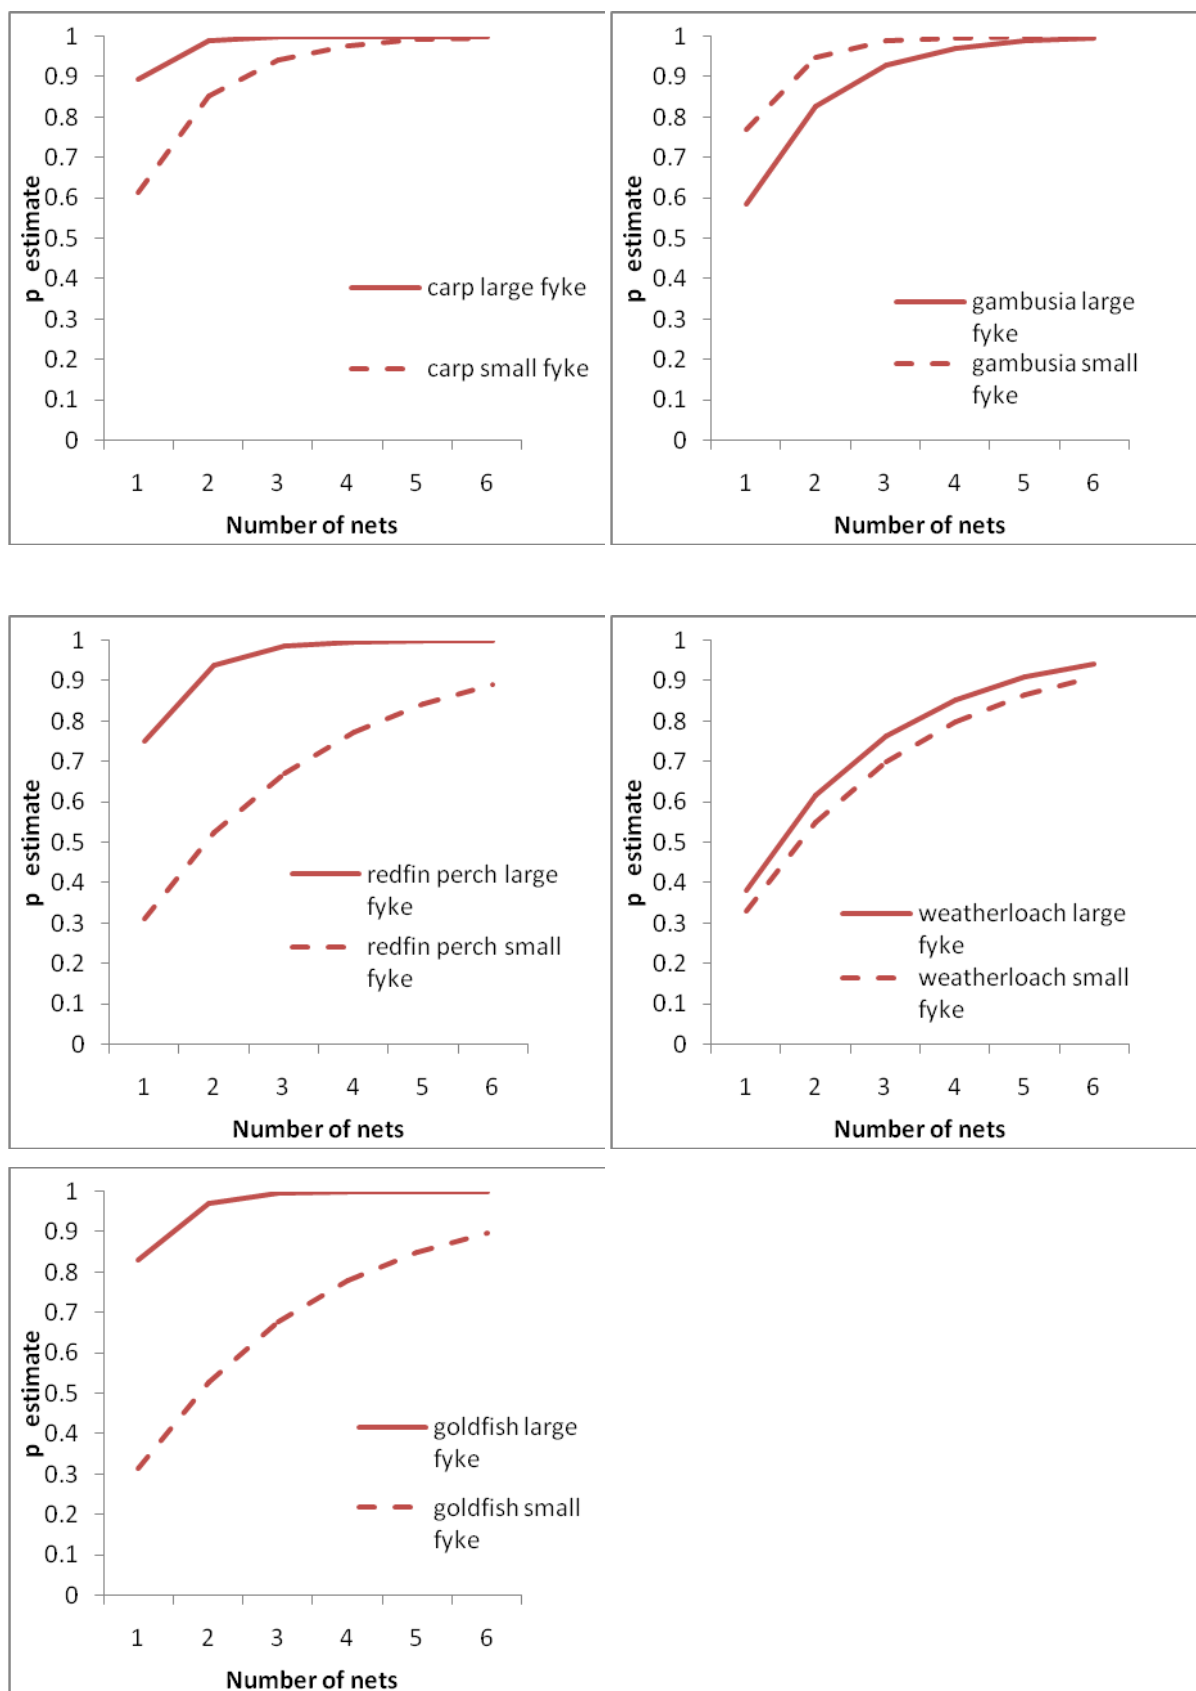 1
0.9
0.8
0.7
0.6
0.5
0.4
0.3
0.2
0.1
0
p estimate
carp large fyke
carp small fyke
1 2 3 4 5 6
Number of nets
1
0.9
0.8
0.7
0.6
0.5
0.4
0.3
0.2
0.1
0
p estimate
gambusia large
fyke
gambusia small
fyke
1 2 3 4 5 6
Number of nets
1
0.9
0.8
0.7
0.6
0.5
0.4
0.3
0.2
0.1
0
p estimate
redfin perch large
fyke
redfin perch small
fyke
1 2 3 4 5 6
Number of nets
1
0.9
0.8
0.7
0.6
0.5
0.4
0.3
0.2
0.1
0
p estimate
weatherloach large
fyke
weatherloach small
fyke
1 2 3 4 5 6
Number of nets
1
0.9
0.8
0.7
0.6
0.5
0.4
0.3
0.2
0.1
0
p estimate
goldfish large
fyke
goldfish small
fyke
1 2 3 4 5 6
Number of nets